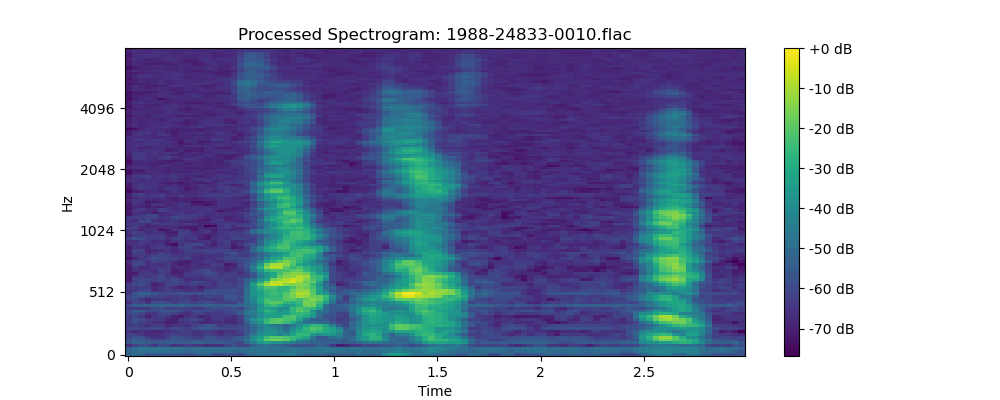 Processed Spectrogram: 1988-24833-0010.flac
Hz
4096
2048
1024
512
0
0
0.5
1
1.5
2
2.5
Time
+0 dB
-10 dB
-20 dB
-30 dB
-40 dB
-50 dB
-60 dB
-70 dB